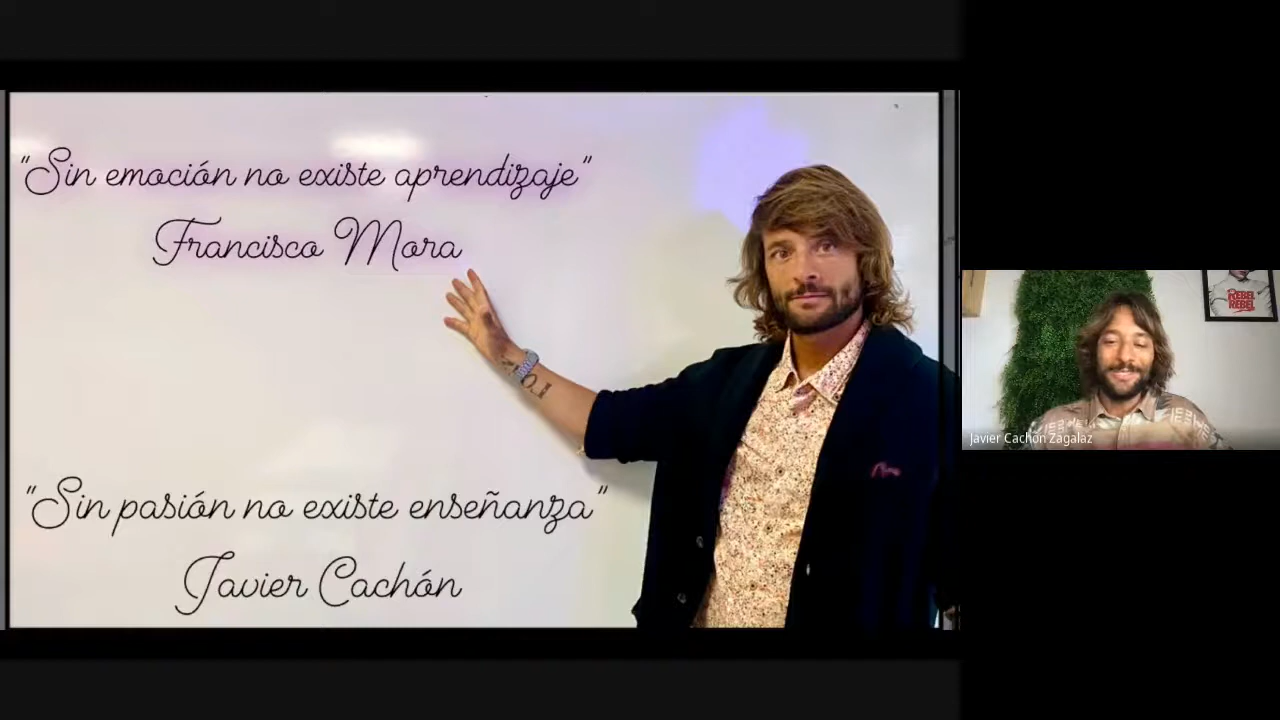 "Sin emoción no existe aprendizaje"
Francisco Mora
"Sin pasión no existe enseñanza"
Javier Cachón
Javier Cachón Zagalaz
REBEL
REBEL